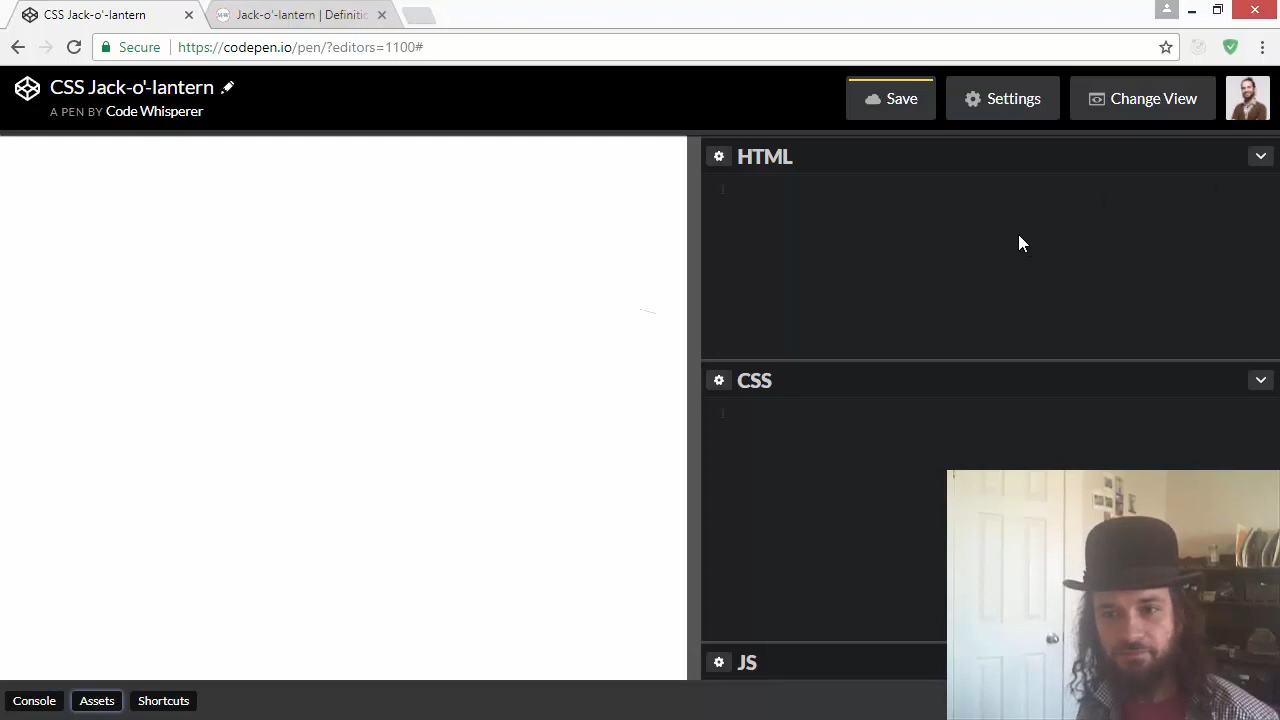 CSS Jack-o'-lantern
Jack-o'-lantern | Definitic
Secure
https://codepen.io/pen/?editors=1100#
CSS Jack-o'-lantern
A PEN BY Code Whisperer
Save
Settings
Change View
HTML
1
CSS
1
JS
Console
Assets
Shortcuts